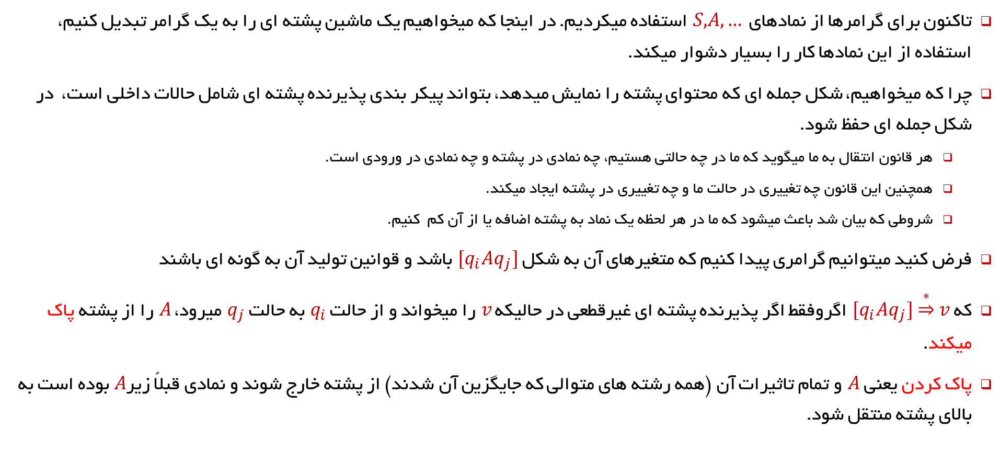 ❑ تاکنون برای گرامرها از نمادهای S,A, … استفاده میکردیم. در اینجا که میخواهیم یک ماشین پشته ای را به یک گرامر تبدیل کنیم،
استفاده از این نمادها کار را بسیار دشوار میکند.
❑ چرا که میخواهیم، شکل جمله ای که محتوای پشته را نمایش میدهد، بتواند پیکر بندی پذیرنده پشته ای شامل حالات داخلی است، در
شکل جمله ای حفظ شود.
❑ هر قانون انتقال به ما میگوید که ما در چه حالتی هستیم، چه نمادی در پشته و چه نمادی در ورودی است.
❑ همچنین این قانون چه تغییری در حالت ما و چه تغییری در پشته ایجاد میکند.
❑ شروطی که بیان شد باعث میشود که ما در هر لحظه یک نماد به پشته اضافه یا از آن کم کنیم.
❑ فرض کنید میتوانیم گرامری پیدا کنیم که متغیرهای آن به شکل [qᵢAqⱼ] باشد و قوانین تولید آن به گونه ای باشند
❑ که [qᵢAqⱼ] ⇒* v اگروفقط اگر پذیرنده پشته ای غیرقطعی در حالیکه v را میخواند و از حالت qᵢ به حالت qⱼ میرود، A را از پشته پاک
میکند.
❑ پاک کردن یعنی A و تمام تاثیرات آن (همه رشته های متوالی که جایگزین آن شدند) از پشته خارج شوند و نمادی قبلاً زیر A بوده است به
بالای پشته منتقل شود.